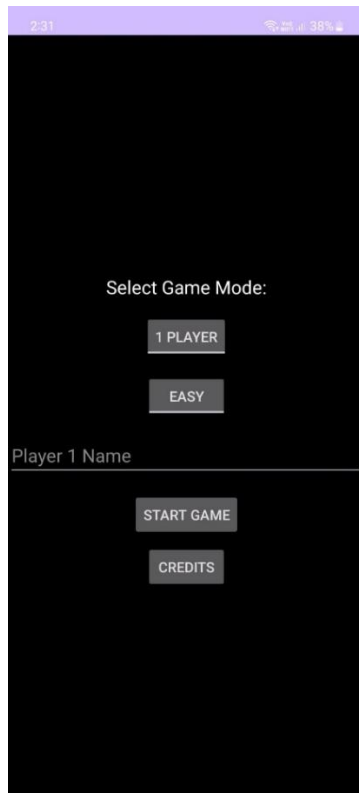 2:31
38%
Select Game Mode:
1 PLAYER
EASY
Player 1 Name
START GAME
CREDITS